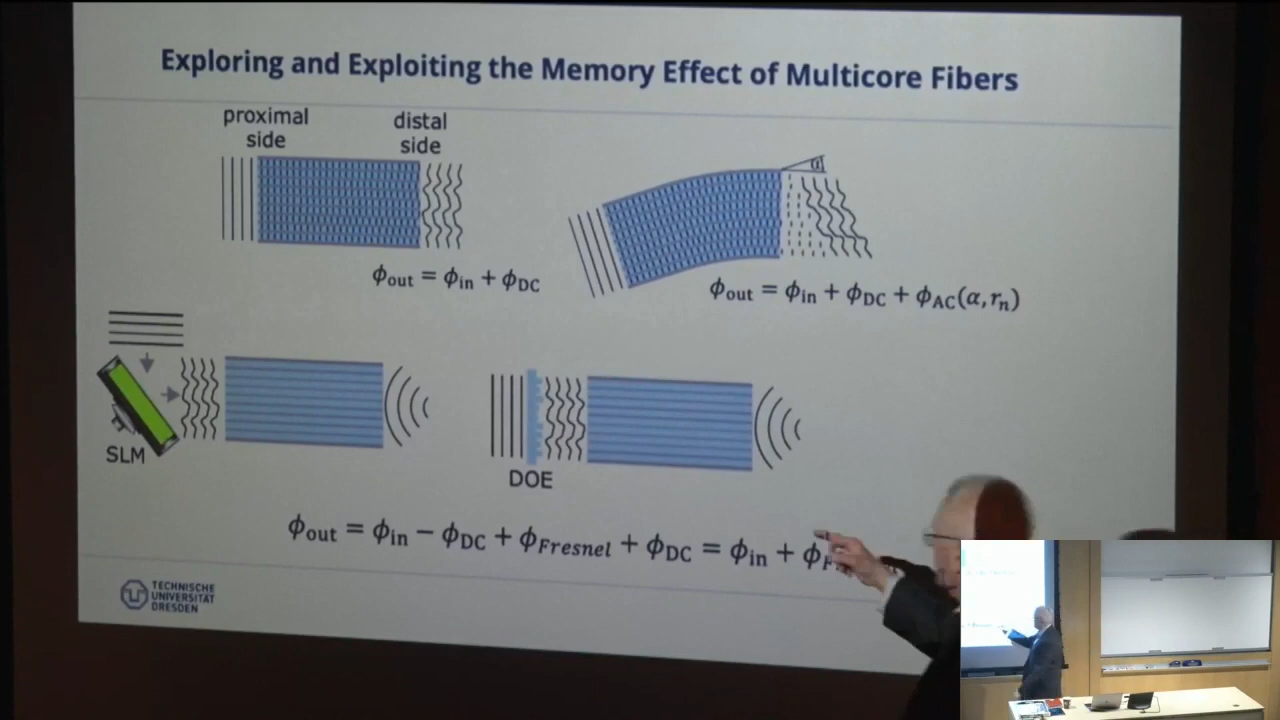 Exploring and Exploiting the Memory Effect of Multicore Fibers
proximal
side
distal
side
α
ϕout = ϕin + ϕDC
ϕout = ϕin + ϕDC + ϕAC(α, rn)
SLM
DOE
ϕout = ϕin − ϕDC + ϕFresnel + ϕDC = ϕin + ϕF
TECHNISCHE
UNIVERSITÄT
DRESDEN